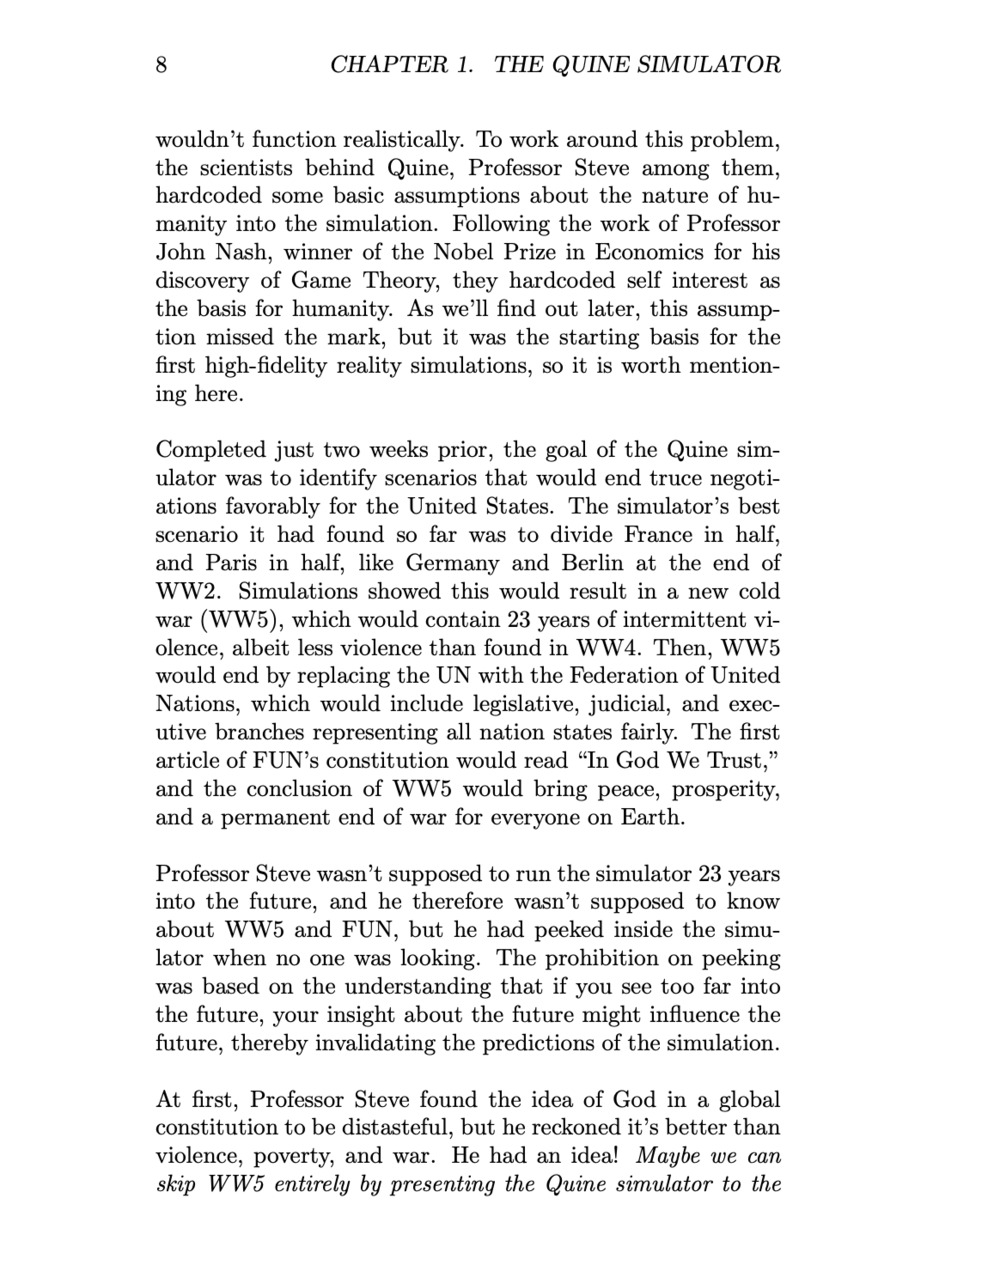 8 CHAPTER 1. THE QUINE SIMULATOR
wouldn't function realistically. To work around this problem,
the scientists behind Quine, Professor Steve among them,
hardcoded some basic assumptions about the nature of hu-
manity into the simulation. Following the work of Professor
John Nash, winner of the Nobel Prize in Economics for his
discovery of Game Theory, they hardcoded self interest as
the basis for humanity. As we'll find out later, this assump-
tion missed the mark, but it was the starting basis for the
first high-fidelity reality simulations, so it is worth mention-
ing here.
Completed just two weeks prior, the goal of the Quine sim-
ulator was to identify scenarios that would end truce negoti-
ations favorably for the United States. The simulator's best
scenario it had found so far was to divide France in half,
and Paris in half, like Germany and Berlin at the end of
WW2. Simulations showed this would result in a new cold
war (WW5), which would contain 23 years of intermittent vi-
olence, albeit less violence than found in WW4. Then, WW5
would end by replacing the UN with the Federation of United
Nations, which would include legislative, judicial, and exec-
utive branches representing all nation states fairly. The first
article of FUN's constitution would read “In God We Trust,”
and the conclusion of WW5 would bring peace, prosperity,
and a permanent end of war for everyone on Earth.
Professor Steve wasn't supposed to run the simulator 23 years
into the future, and he therefore wasn't supposed to know
about WW5 and FUN, but he had peeked inside the simu-
lator when no one was looking. The prohibition on peeking
was based on the understanding that if you see too far into
the future, your insight about the future might influence the
future, thereby invalidating the predictions of the simulation.
At first, Professor Steve found the idea of God in a global
constitution to be distasteful, but he reckoned it's better than
violence, poverty, and war. He had an idea! Maybe we can
skip WW5 entirely by presenting the Quine simulator to the